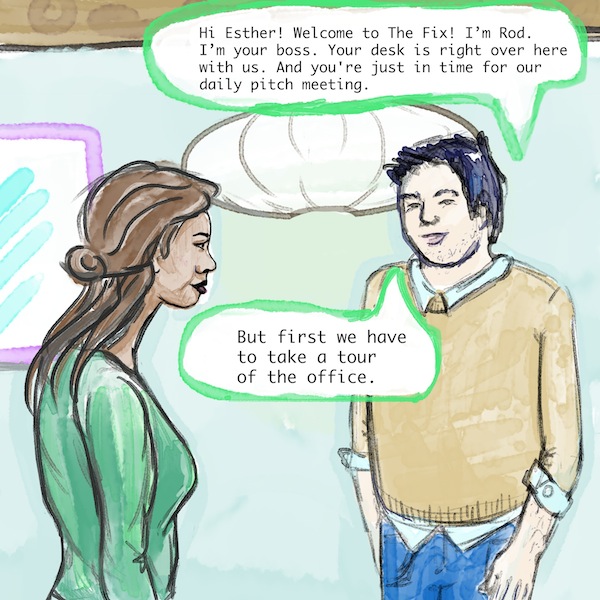 Hi Esther! Welcome to The Fix! I’m Rod.
I’m your boss. Your desk is right over here
with us. And you're just in time for our
daily pitch meeting.
But first we have
to take a tour
of the office.